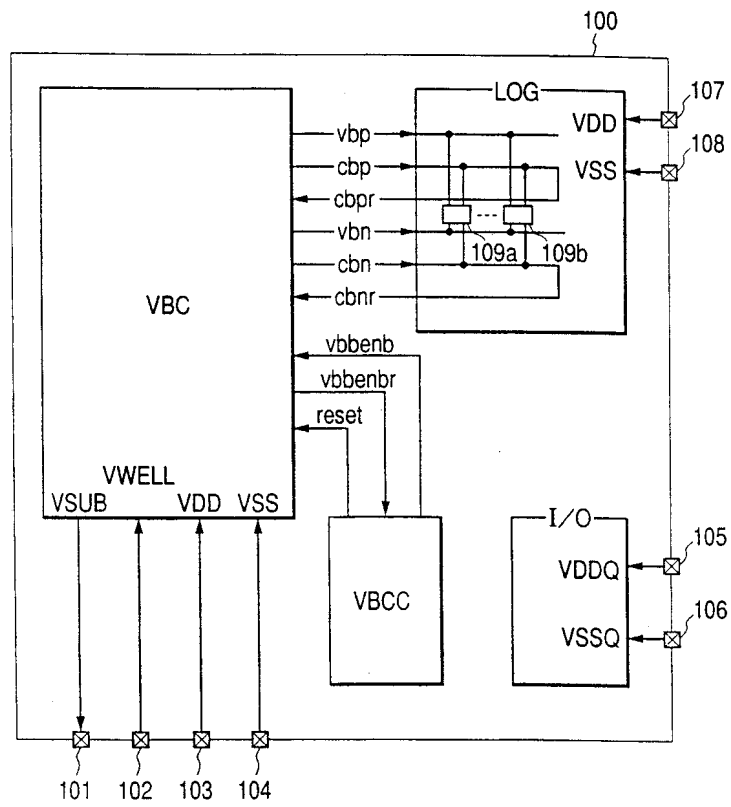 100
LOG
107
VDD
108
VSS
vbp
cbp
cbpr
vbn
109a
109b
cbn
cbnr
VBC
vbbenb
vbbenbr
reset
VWELL
VSUB
VDD
VSS
I/O
105
VDDQ
VBCC
106
VSSQ
101
102
103
104